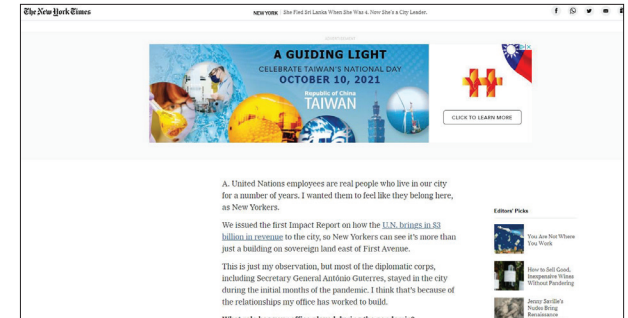 The New York Times
NEW YORK | She Fled Sri Lanka When She Was 4. Now She's a City Leader.
A GUIDING LIGHT
CELEBRATE TAIWAN'S NATIONAL DAY
OCTOBER 10, 2021
Republic of China
TAIWAN
CLICK TO LEARN MORE
A. United Nations employees are real people who live in our city
for a number of years. I wanted them to feel like they belong here,
as New Yorkers.
We issued the first Impact Report on how the U.N. brings in $3
billion in revenue to the city, so New Yorkers can see it's more than
just a building on sovereign land east of First Avenue.
This is just my observation, but most of the diplomatic corps,
including Secretary General António Guterres, stayed in the city
during the initial months of the pandemic. I think that's because of
the relationships my office has worked to build.
Editors' Picks
You Are Not Where
You Work
How to Sell Good,
Inexpensive Wines
Without Pandering
Jenny Saville's
Nudes Bring
Renaissance